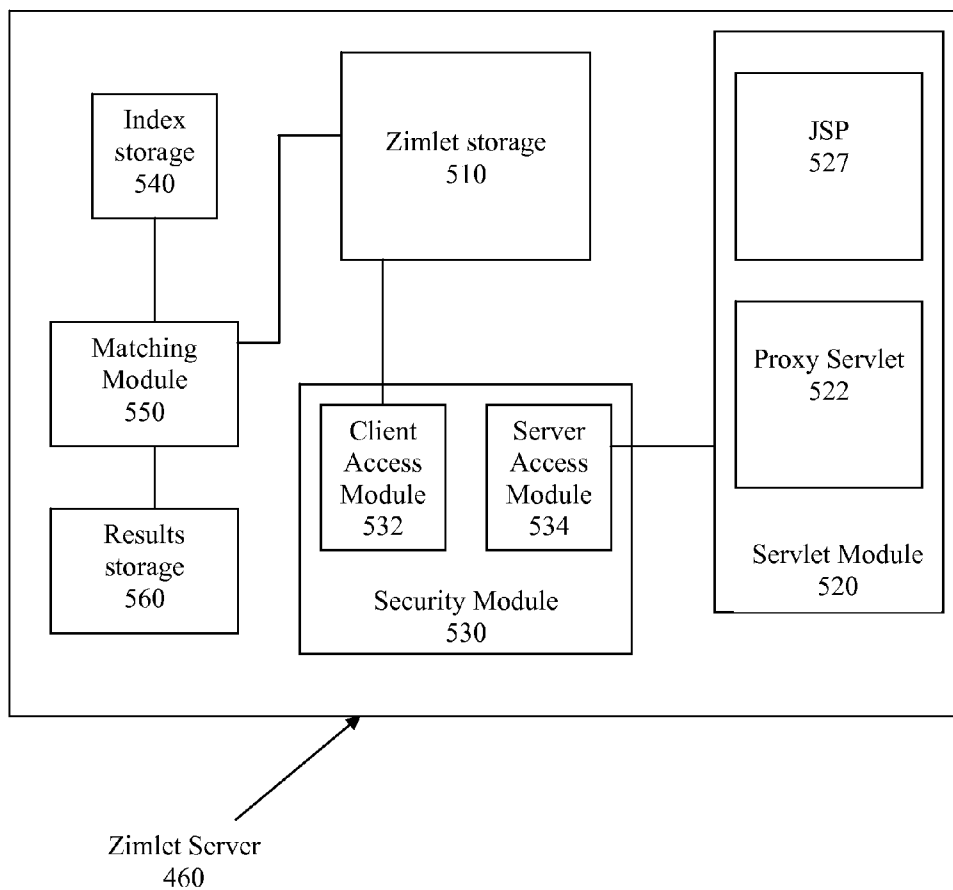 Index
storage
540
Zimlet storage
510
JSP
527
Matching
Module
550
Proxy Servlet
522
Client
Access
Module
532
Server
Access
Module
534
Results
storage
560
Security Module
530
Servlet Module
520
Zimlet Server
460